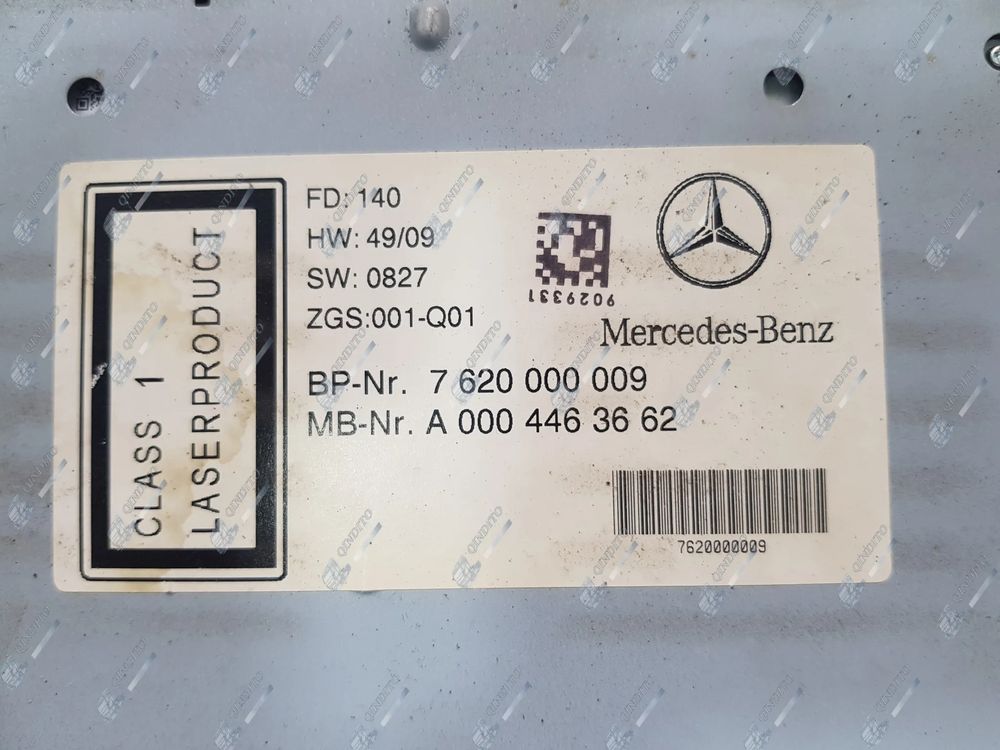 CLASS 1
LASERPRODUCT
FD: 140
HW: 49/09
SW: 0827
ZGS:001-Q01
9029331
Mercedes-Benz
BP-Nr. 7 620 000 009
MB-Nr. A 000 446 36 62
7620000009
QINDITO